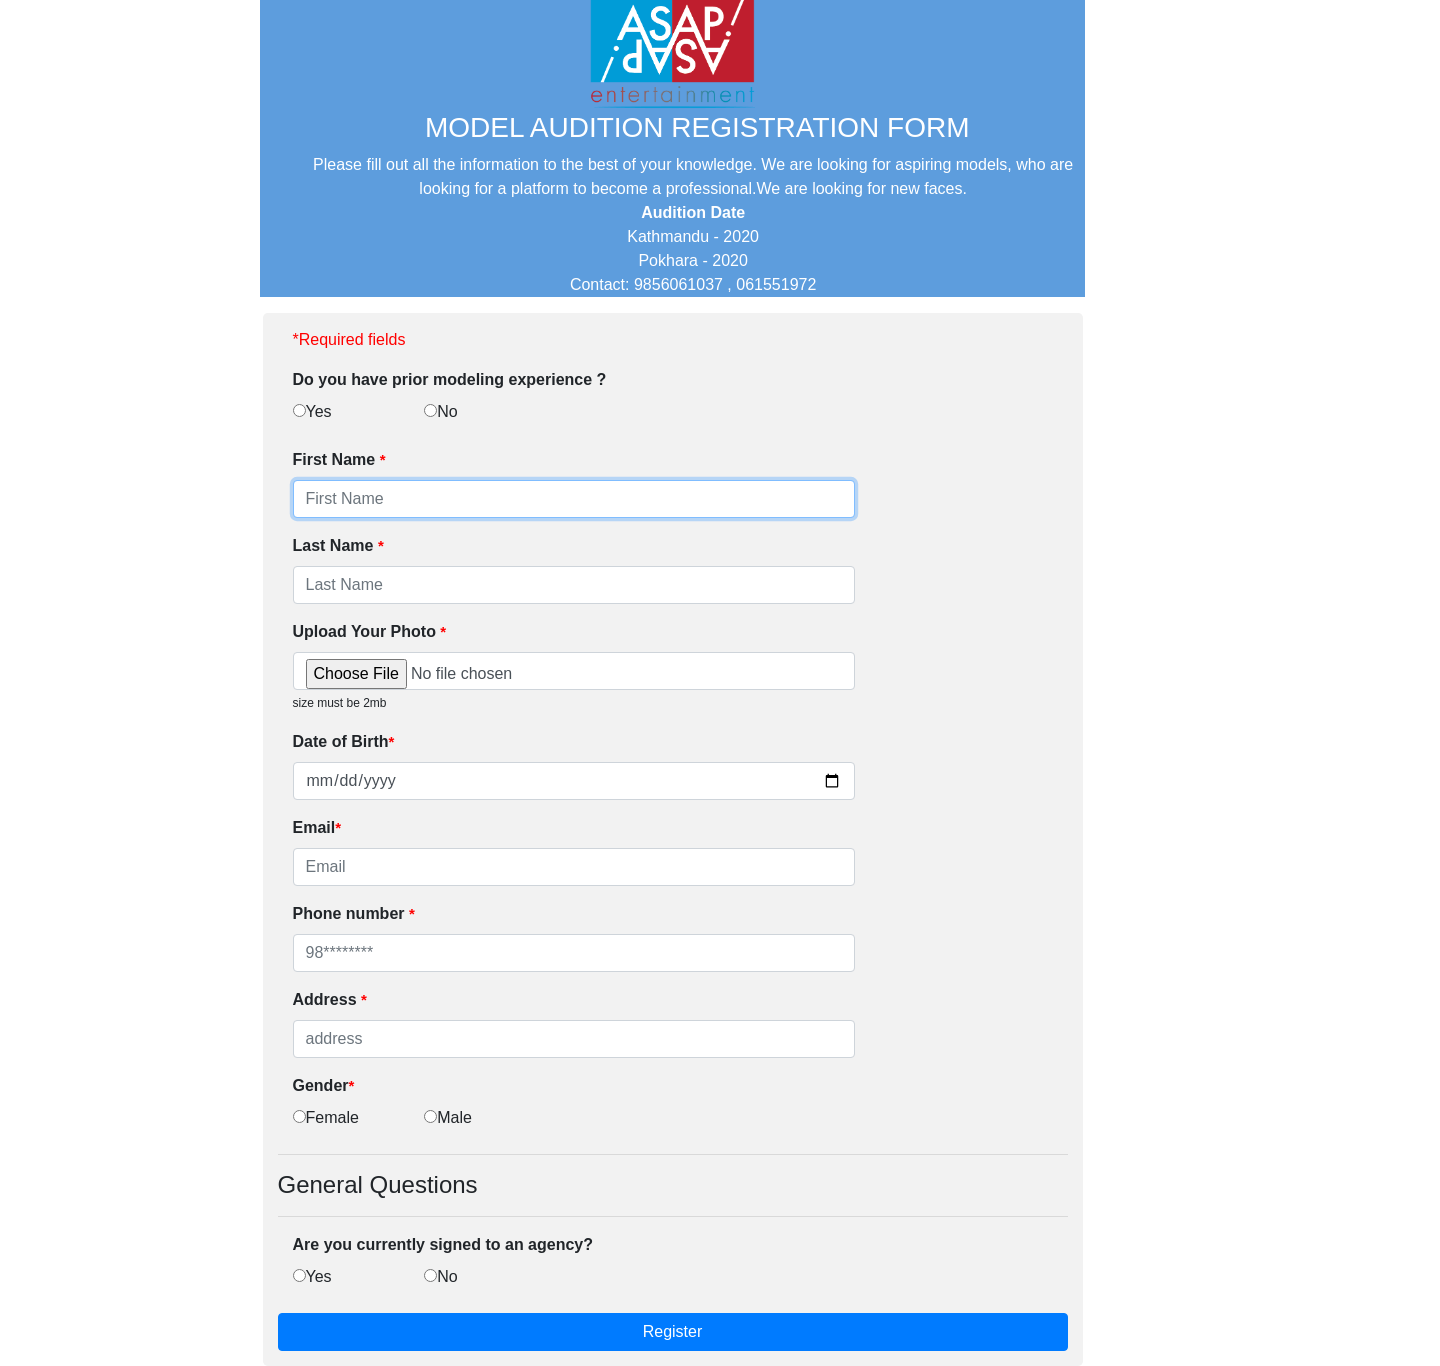 ASAP!
ASAP!
entertainment
MODEL AUDITION REGISTRATION FORM
Please fill out all the information to the best of your knowledge. We are looking for aspiring models, who are
looking for a platform to become a professional.We are looking for new faces.
Audition Date
Kathmandu - 2020
Pokhara - 2020
Contact: 9856061037 , 061551972
*Required fields
Do you have prior modeling experience ?
Yes No
First Name *
First Name
Last Name *
Last Name
Upload Your Photo *
Choose File No file chosen
size must be 2mb
Date of Birth*
mm/dd/yyyy
Email*
Email
Phone number *
98********
Address *
address
Gender*
Female Male
General Questions
Are you currently signed to an agency?
Yes No
Register